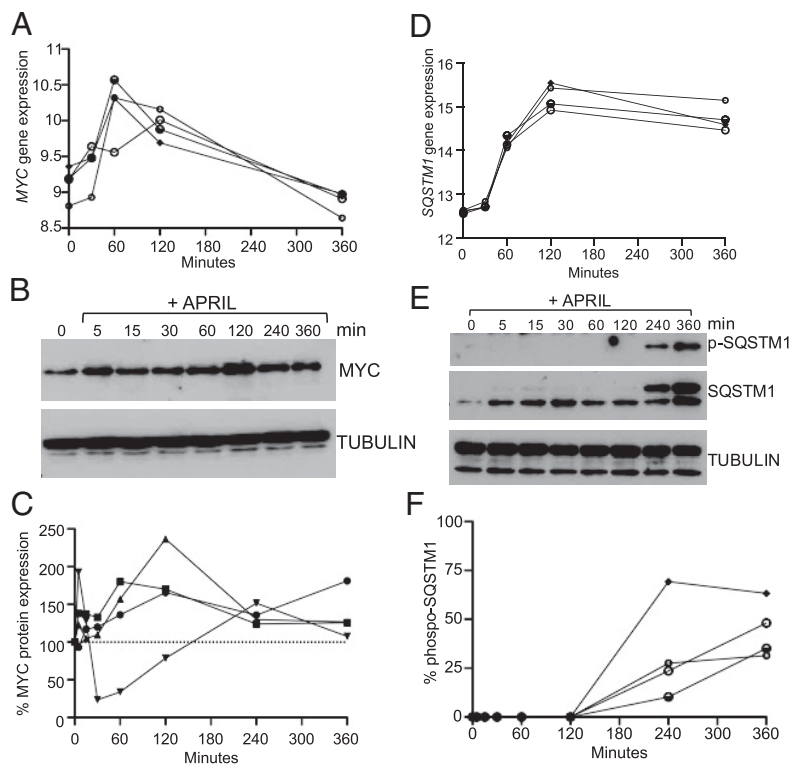 A
MYC gene expression
11
10.5
10
9.5
9
8.5
0 60 120 180 240 300 360
Minutes
B
+ APRIL
0 5 15 30 60 120 240 360 min
MYC
TUBULIN
C
% MYC protein expression
250
200
150
100
50
0
0 60 120 180 240 300 360
Minutes
D
SQSTM1 gene expression
16
15
14
13
12
0 60 120 180 240 300 360
Minutes
E
+ APRIL
0 5 15 30 60 120 240 360 min
p-SQSTM1
SQSTM1
TUBULIN
F
% phospo-SQSTM1
100
75
50
25
0
0 60 120 180 240 300 360
Minutes